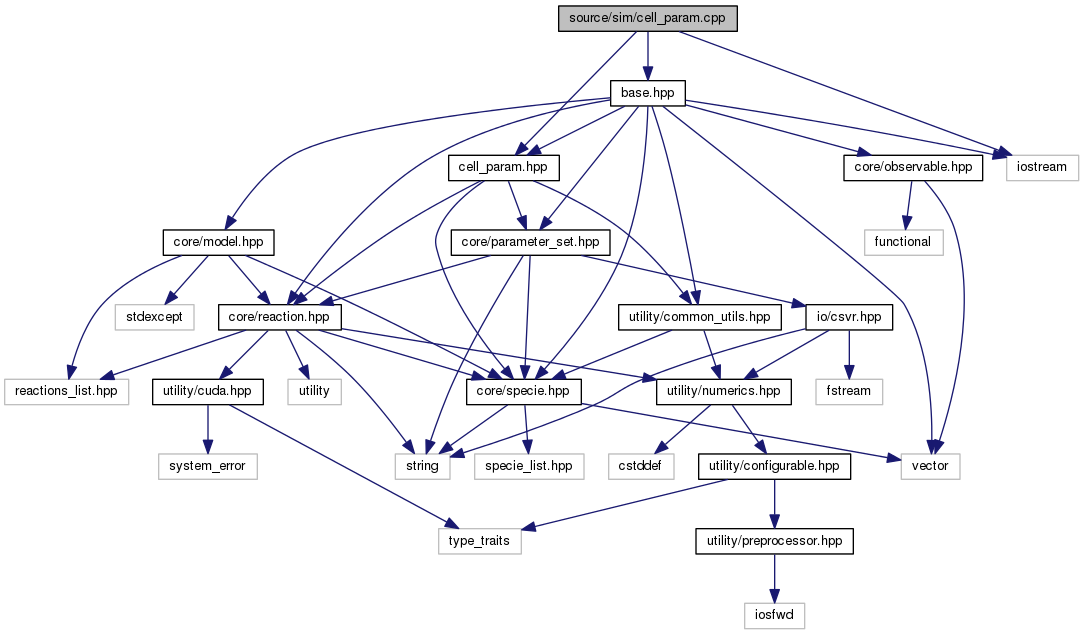 source/sim/cell_param.cpp
base.hpp
cell_param.hpp
core/observable.hpp
iostream
core/model.hpp
core/parameter_set.hpp
functional
stdexcept
core/reaction.hpp
utility/common_utils.hpp
io/csvr.hpp
reactions_list.hpp
utility/cuda.hpp
utility
core/specie.hpp
utility/numerics.hpp
fstream
system_error
string
specie_list.hpp
cstddef
utility/configurable.hpp
vector
type_traits
utility/preprocessor.hpp
iosfwd